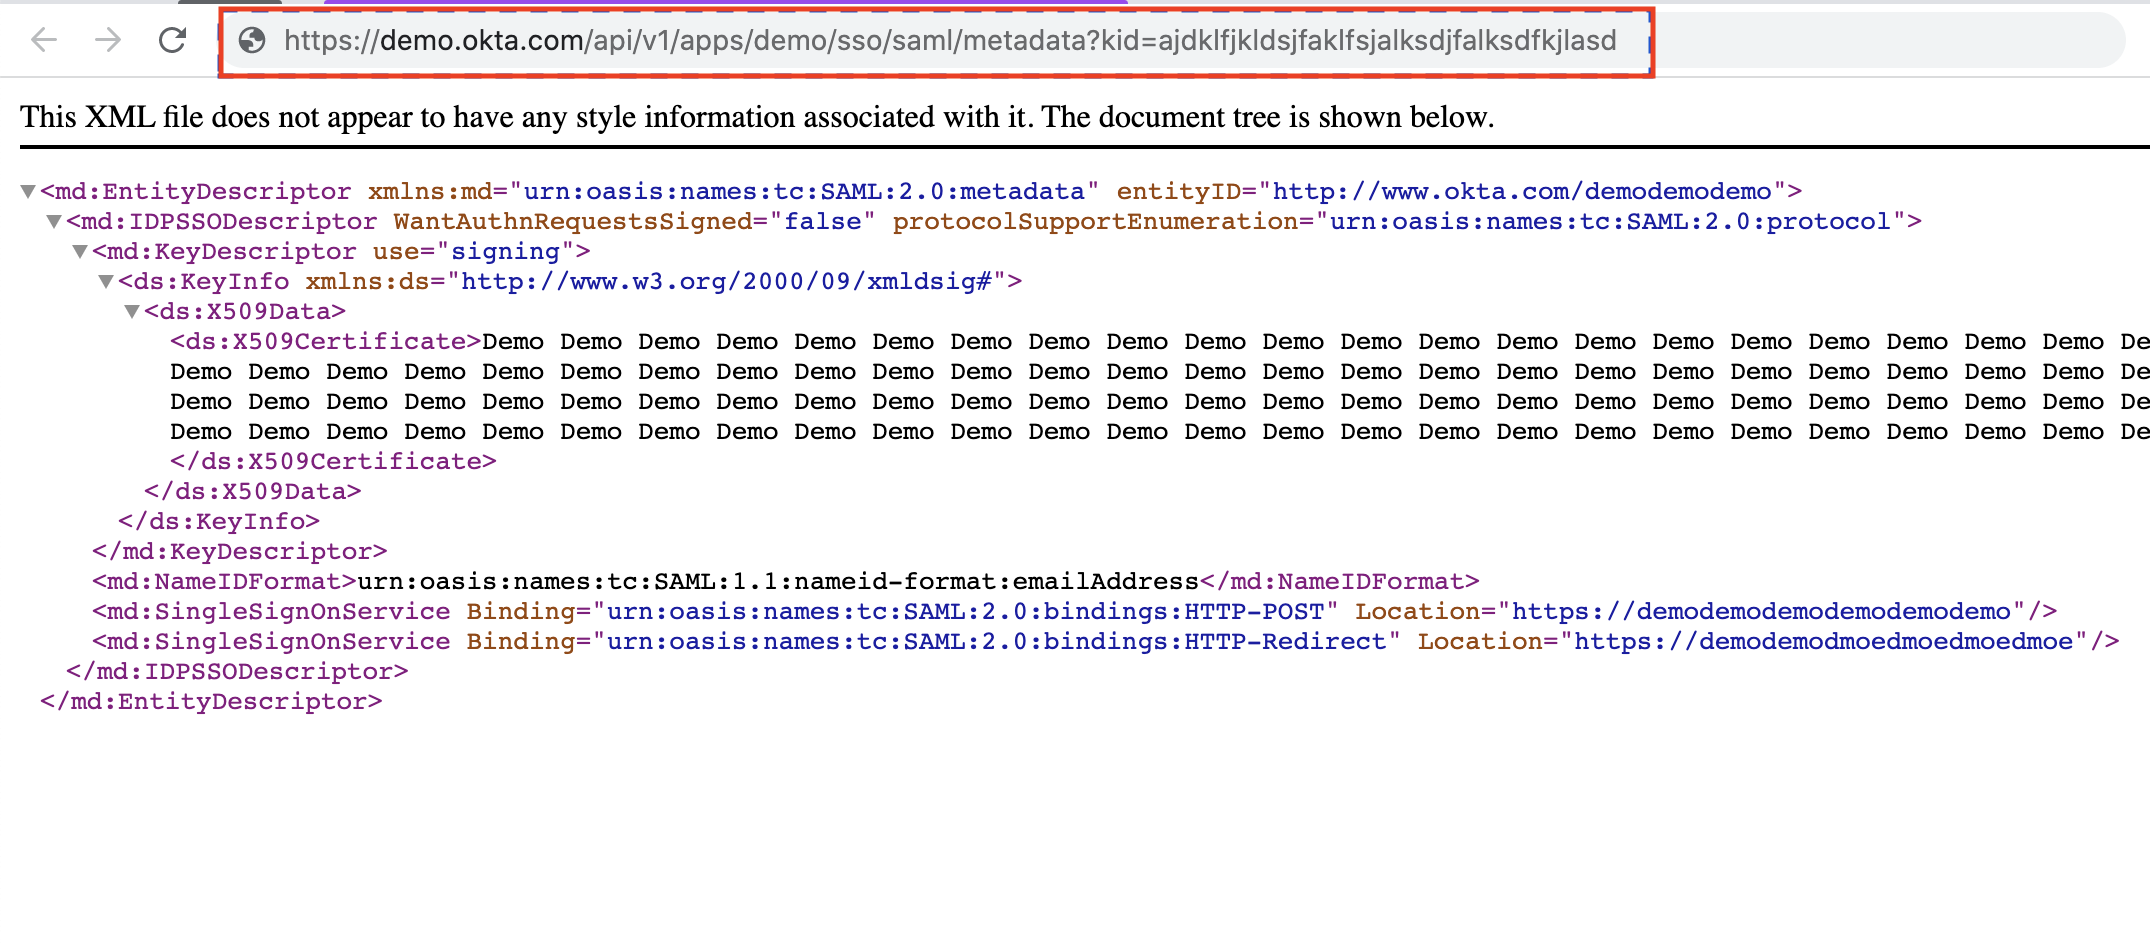 https://demo.okta.com/api/v1/apps/demo/sso/saml/metadata?kid=ajdklfjkldsjfaklfsjalksdjfalksdfkjlasd
This XML file does not appear to have any style information associated with it. The document tree is shown below.
<md:EntityDescriptor xmlns:md="urn:oasis:names:tc:SAML:2.0:metadata" entityID="http://www.okta.com/demodemodemo">
<md:IDPSSODescriptor WantAuthnRequestsSigned="false" protocolSupportEnumeration="urn:oasis:names:tc:SAML:2.0:protocol">
<md:KeyDescriptor use="signing">
<ds:KeyInfo xmlns:ds="http://www.w3.org/2000/09/xmldsig#">
<ds:X509Data>
<ds:X509Certificate>Demo Demo Demo Demo Demo Demo Demo Demo Demo Demo Demo Demo Demo Demo Demo Demo Demo Demo Demo Demo Demo De
Demo Demo Demo Demo Demo Demo Demo Demo Demo Demo Demo Demo Demo Demo Demo Demo Demo Demo Demo Demo Demo Demo Demo Demo Demo De
Demo Demo Demo Demo Demo Demo Demo Demo Demo Demo Demo Demo Demo Demo Demo Demo Demo Demo Demo Demo Demo Demo Demo Demo Demo De
Demo Demo Demo Demo Demo Demo Demo Demo Demo Demo Demo Demo Demo Demo Demo Demo Demo Demo Demo Demo Demo Demo Demo Demo Demo De
</ds:X509Certificate>
</ds:X509Data>
</ds:KeyInfo>
</md:KeyDescriptor>
<md:NameIDFormat>urn:oasis:names:tc:SAML:1.1:nameid-format:emailAddress</md:NameIDFormat>
<md:SingleSignOnService Binding="urn:oasis:names:tc:SAML:2.0:bindings:HTTP-POST" Location="https://demodemodemodemodemodemo"/>
<md:SingleSignOnService Binding="urn:oasis:names:tc:SAML:2.0:bindings:HTTP-Redirect" Location="https://demodemodmoedmoedmoedmoe"/>
</md:IDPSSODescriptor>
</md:EntityDescriptor>